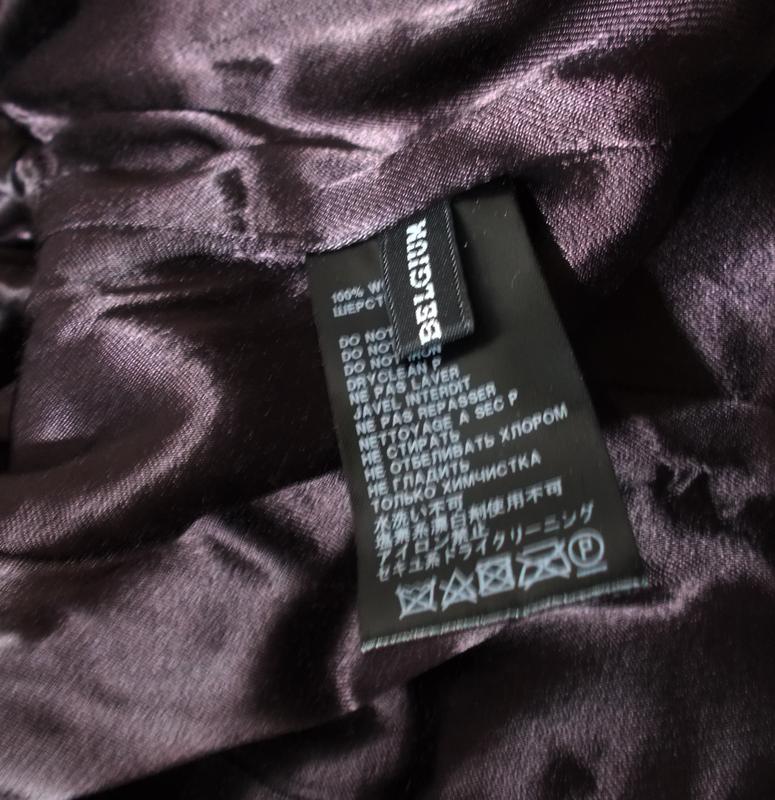 BELGIUM
100% W
ШЕРСТ
DO NOT
DO NOT
DO NOT IRON
DRYCLEAN P
NE PAS LAVER
JAVEL INTERDIT
NE PAS REPASSER
NETTOYAGE A SEC P
НЕ СТИРАТЬ
НЕ ОТБЕЛИВАТЬ ХЛОРОМ
НЕ ГЛАДИТЬ
ТОЛЬКО ХИМЧИСТКА
水洗い不可
塩素系漂白剤使用不可
アイロン禁止
セキユ系ドライクリーニング
P